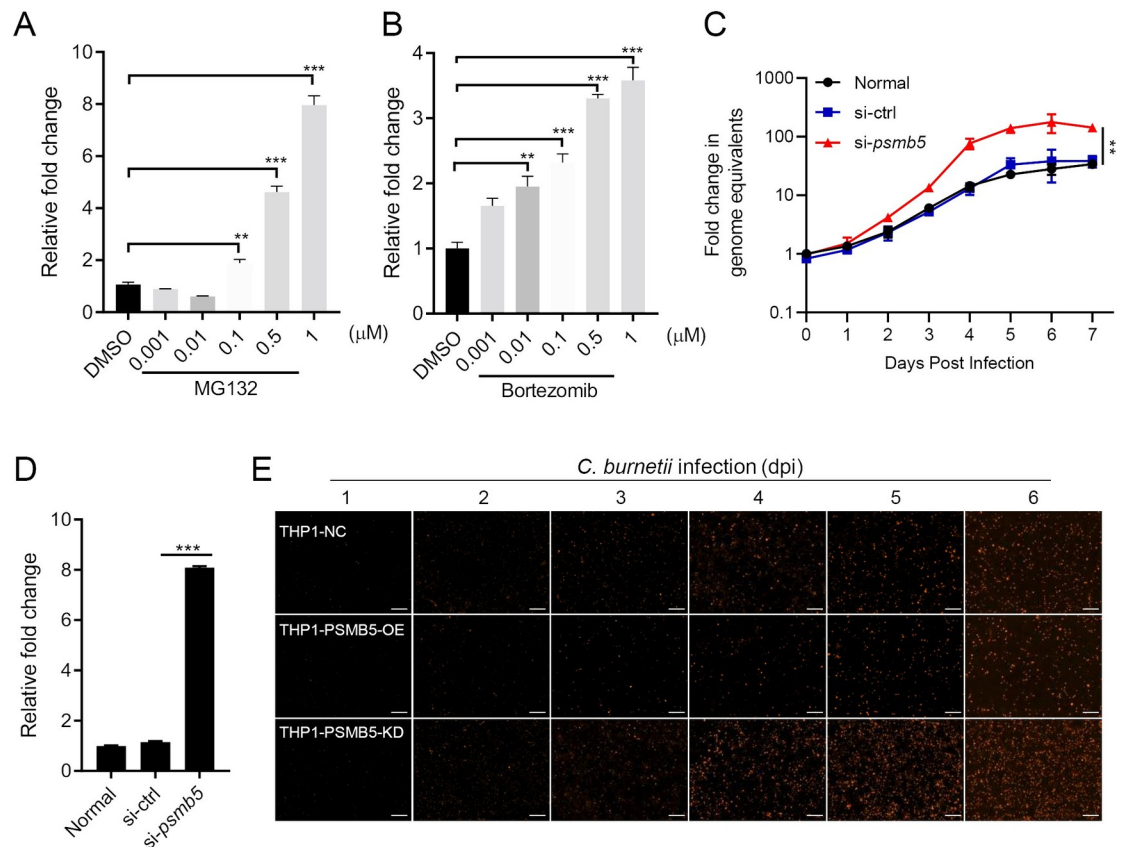 A
Relative fold change
10
8
6
4
2
0
**
***
***
DMSO
0.001
0.01
0.1
0.5
1
(μM)
MG132
B
Relative fold change
4
3
2
1
0
**
***
***
***
DMSO
0.001
0.01
0.1
0.5
1
(μM)
Bortezomib
C
Fold change in
genome equivalents
1000
100
10
1
0.1
Normal
si-ctrl
si-psmb5
**
0 1 2 3 4 5 6 7
Days Post Infection
D
Relative fold change
10
8
6
4
2
0
***
Normal
si-ctrl
si-psmb5
E
C. burnetii infection (dpi)
1 2 3 4 5 6
THP1-NC
THP1-PSMB5-OE
THP1-PSMB5-KD